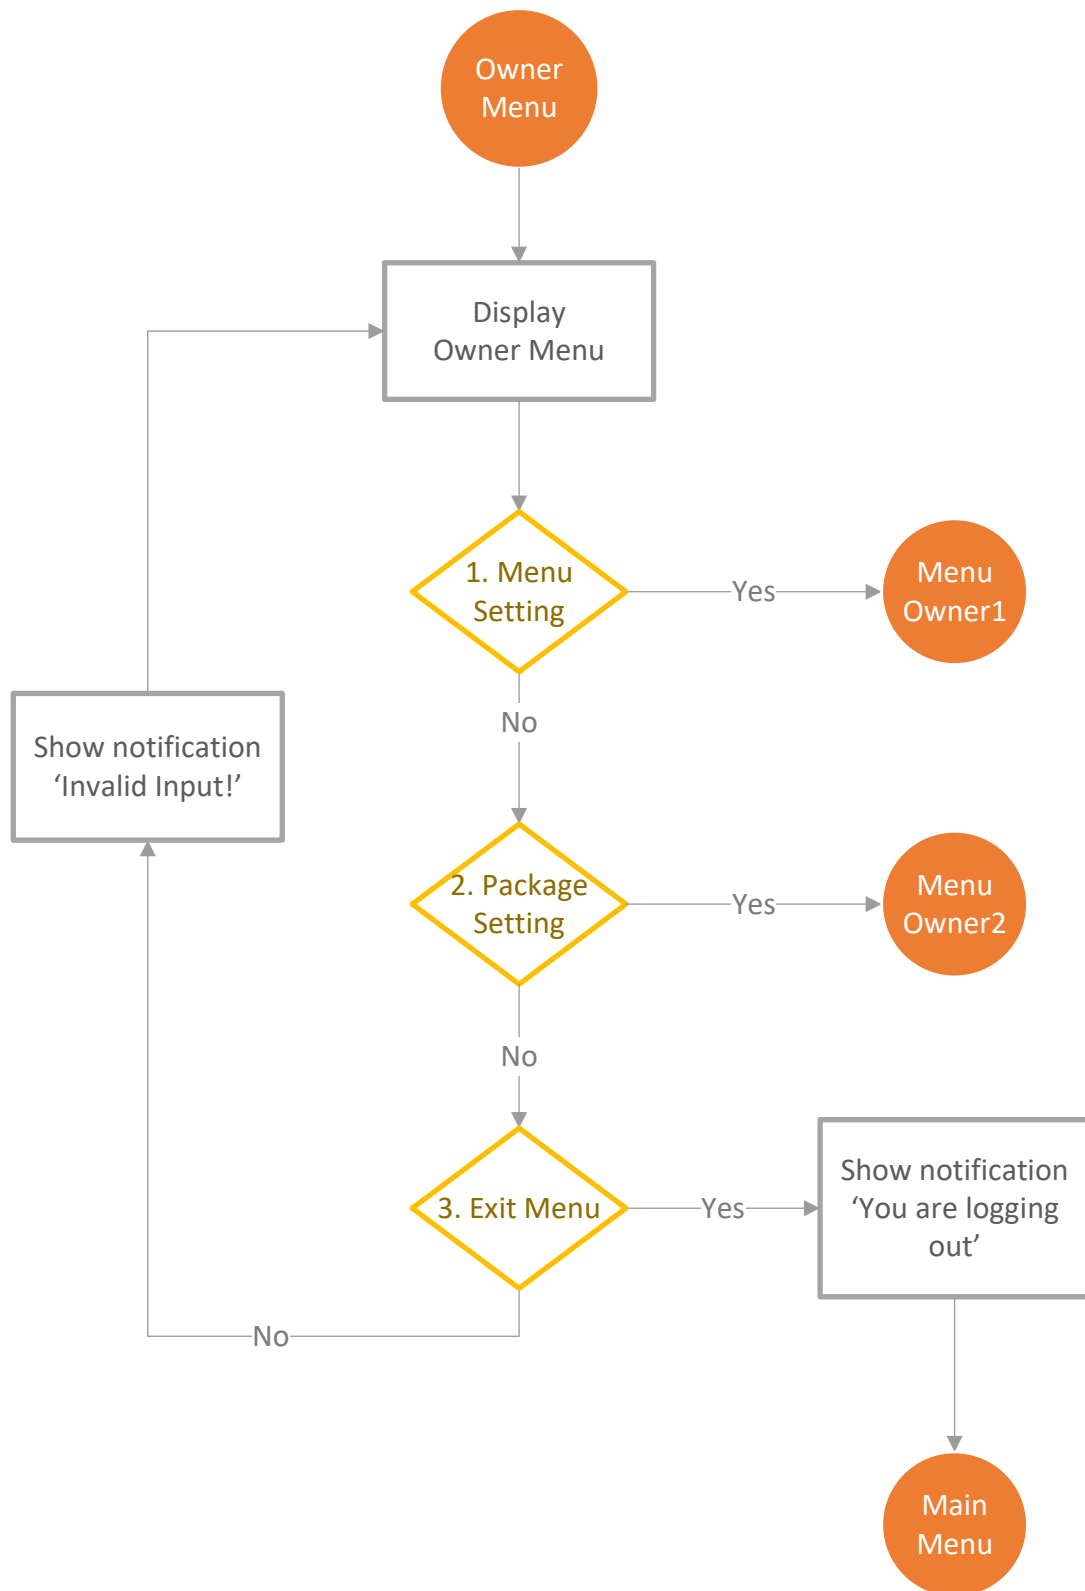 Owner
Menu
Display
Owner Menu
1. Menu
Setting
Yes
Menu
Owner1
No
Show notification
‘Invalid Input!’
2. Package
Setting
Yes
Menu
Owner2
No
3. Exit Menu
Yes
Show notification
‘You are logging
out’
No
Main
Menu